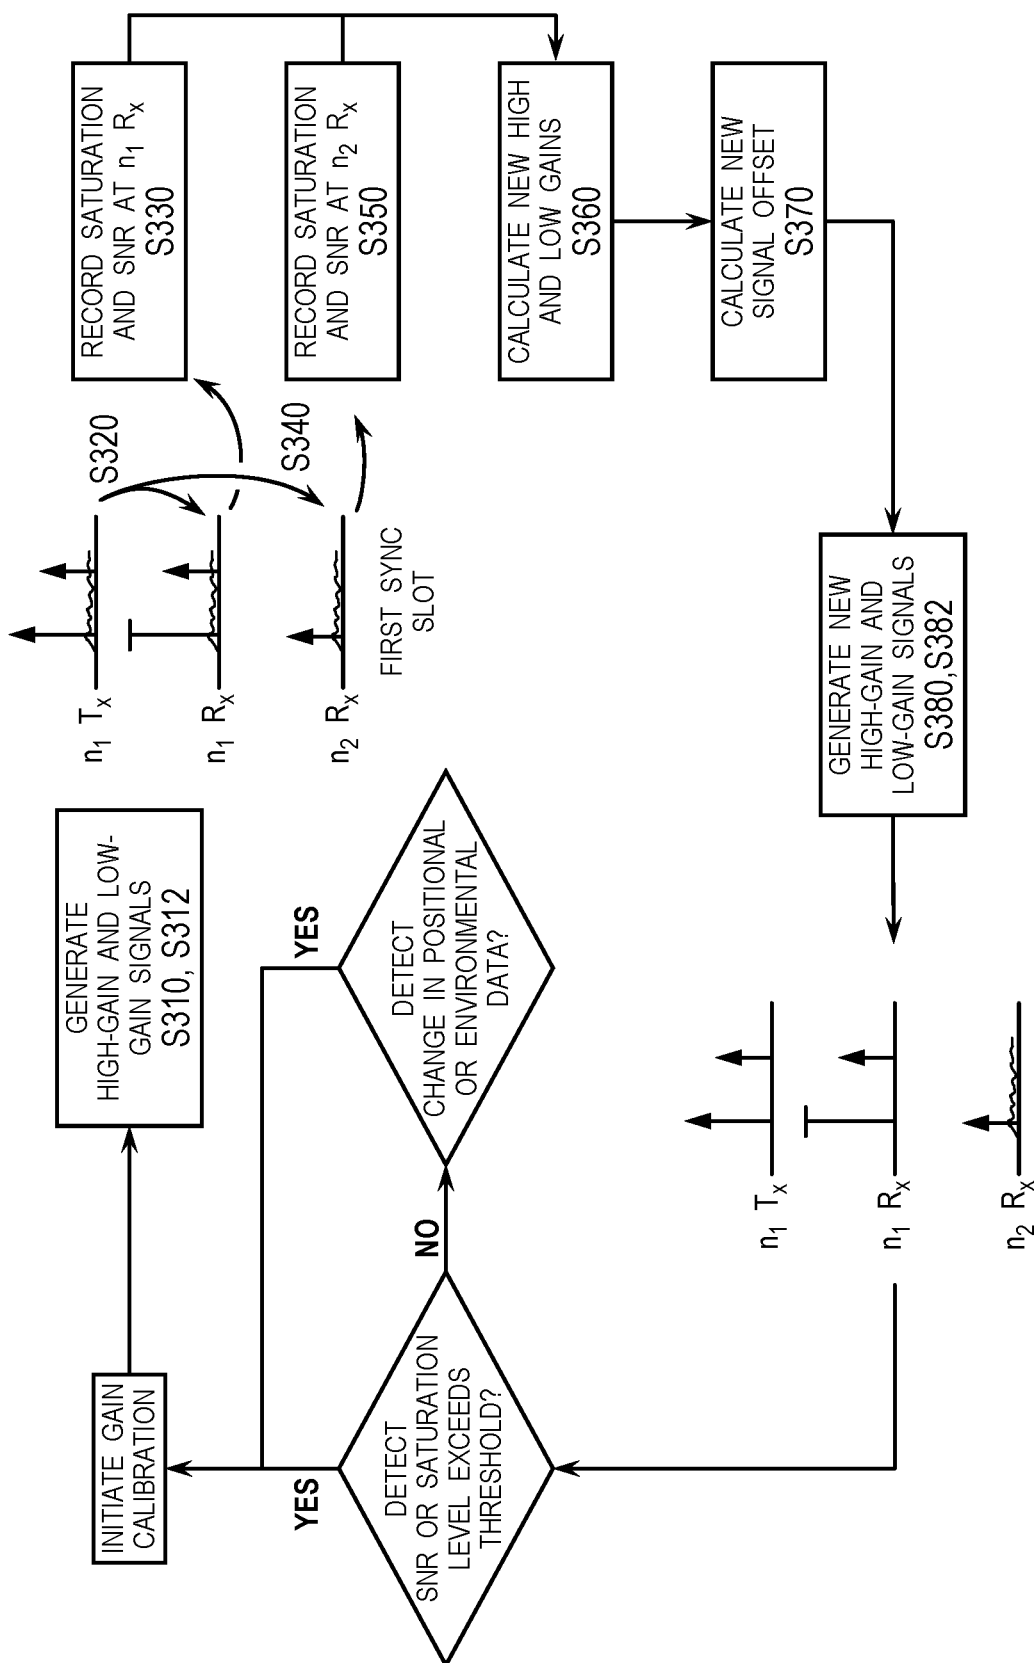 INITIATE GAIN
CALIBRATION
GENERATE
HIGH-GAIN AND LOW-
GAIN SIGNALS
S310, S312
n₁ Tₓ
n₁ Rₓ
n₂ Rₓ
FIRST SYNC
SLOT
S320
S340
RECORD SATURATION
AND SNR AT n₁ Rₓ
S330
RECORD SATURATION
AND SNR AT n₂ Rₓ
S350
CALCULATE NEW HIGH
AND LOW GAINS
S360
CALCULATE NEW
SIGNAL OFFSET
S370
GENERATE NEW
HIGH-GAIN AND
LOW-GAIN SIGNALS
S380,S382
n₁ Tₓ
n₁ Rₓ
n₂ Rₓ
DETECT
SNR OR SATURATION
LEVEL EXCEEDS
THRESHOLD?
YES
NO
DETECT
CHANGE IN POSITIONAL
OR ENVIRONMENTAL
DATA?
YES